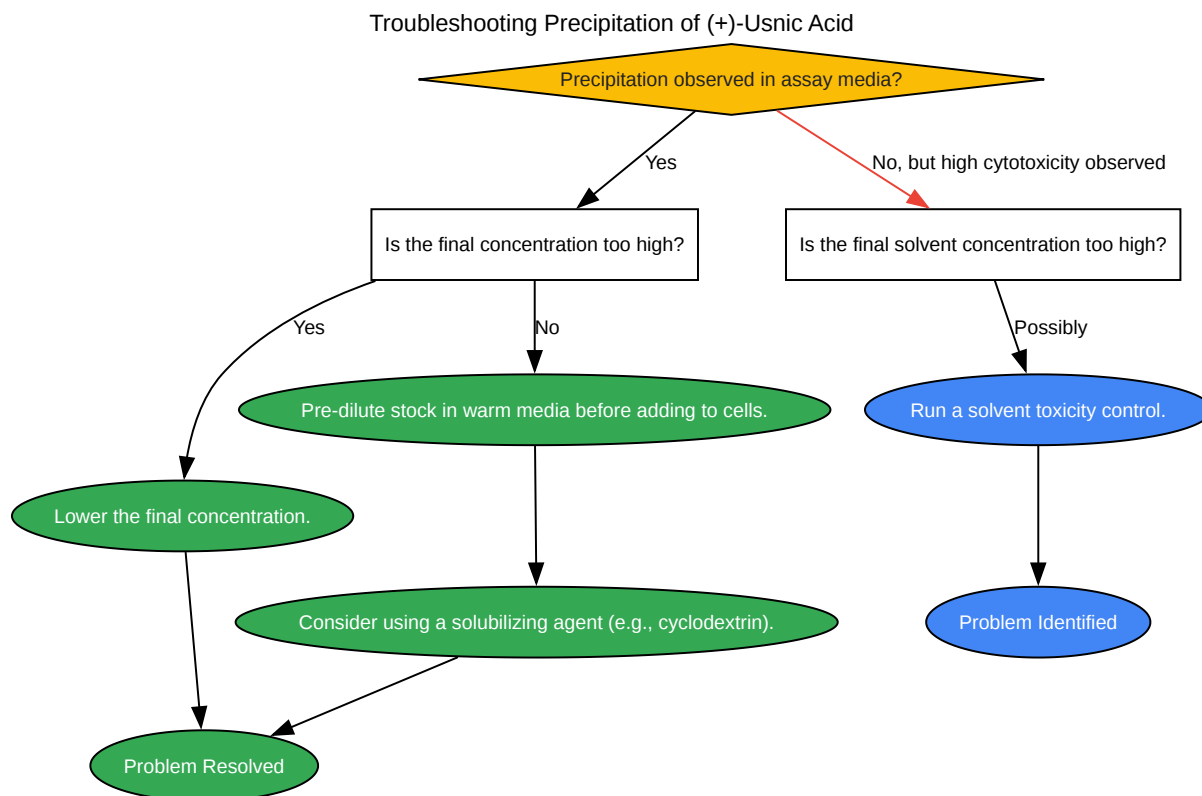 Troubleshooting Precipitation of (+)-Usnic Acid
Precipitation observed in assay media?
Yes
No, but high cytotoxicity observed
Is the final concentration too high?
Is the final solvent concentration too high?
Yes
No
Possibly
Pre-dilute stock in warm media before adding to cells.
Run a solvent toxicity control.
Lower the final concentration.
Consider using a solubilizing agent (e.g., cyclodextrin).
Problem Identified
Problem Resolved